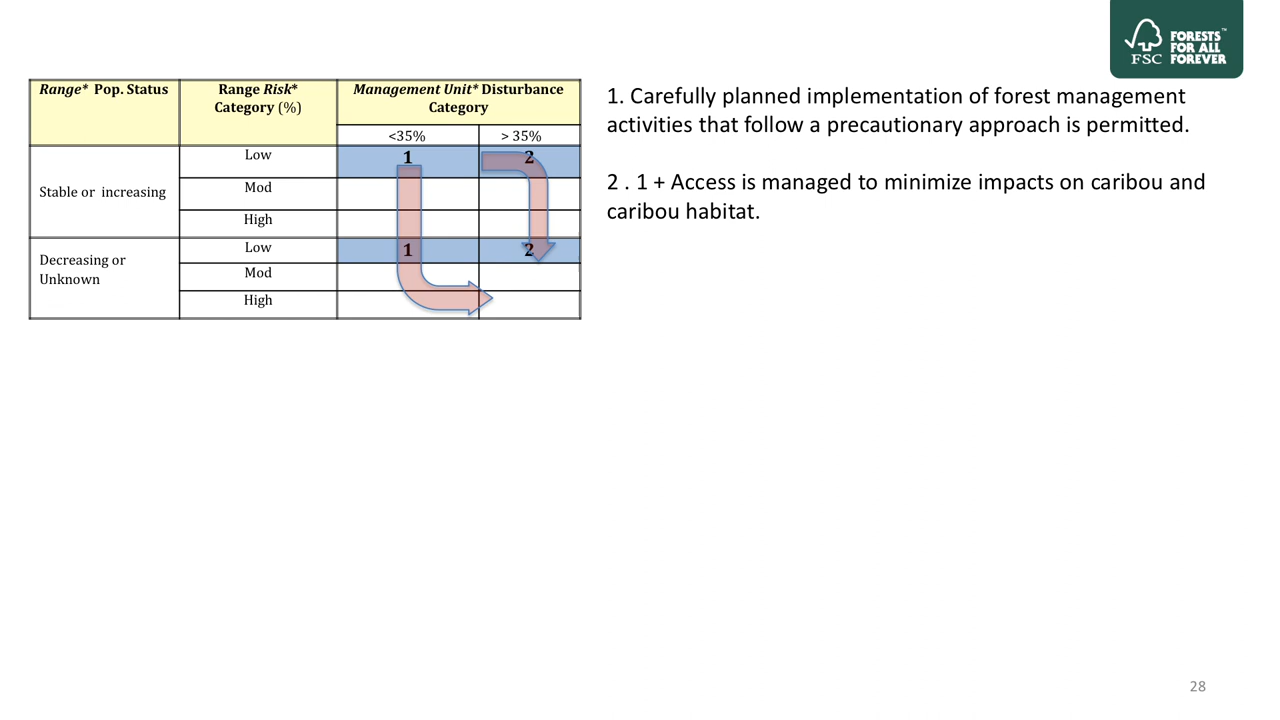 FORESTS™
FOR ALL
FOREVER
FSC
Range* Pop. Status
Range Risk*
Category (%)
Management Unit* Disturbance
Category
<35%
> 35%
Stable or increasing
Low
1
2
Mod
High
Decreasing or
Unknown
Low
1
2
Mod
High
1. Carefully planned implementation of forest management
activities that follow a precautionary approach is permitted.
2 . 1 + Access is managed to minimize impacts on caribou and
caribou habitat.
28